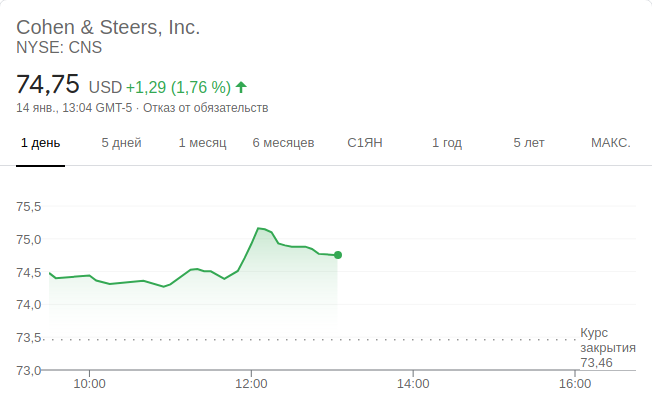 Cohen & Steers, Inc.
NYSE: CNS
74,75 USD +1,29 (1,76 %)
14 янв., 13:04 GMT-5 · Отказ от обязательств
1 день 5 дней 1 месяц 6 месяцев С1ЯН 1 год 5 лет МАКС.
75,5
75,0
74,5
74,0
73,5
Курс
закрытия
73,46
73,0
10:00 12:00 14:00 16:00